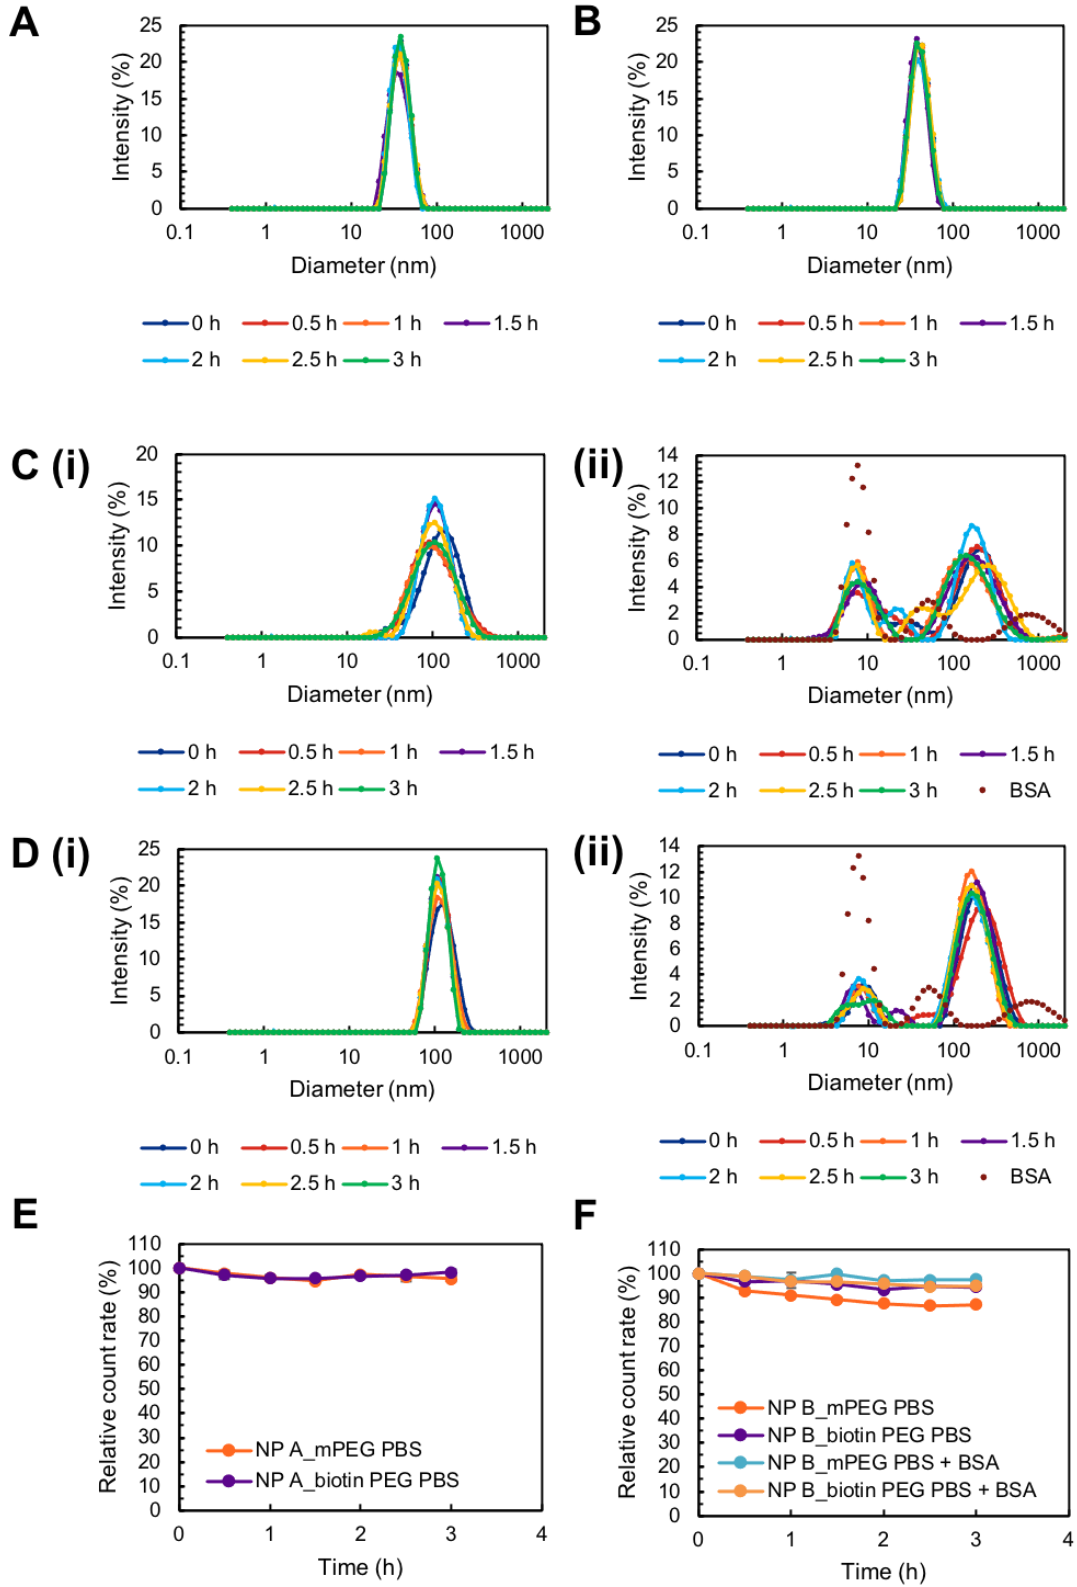 A
B
25
20
15
10
5
0
Intensity (%)
0.1 1 10 100 1000
Diameter (nm)
0 h 0.5 h 1 h 1.5 h
2 h 2.5 h 3 h
25
20
15
10
5
0
Intensity (%)
0.1 1 10 100 1000
Diameter (nm)
0 h 0.5 h 1 h 1.5 h
2 h 2.5 h 3 h
C (i)
20
15
10
5
0
Intensity (%)
0.1 1 10 100 1000
Diameter (nm)
0 h 0.5 h 1 h 1.5 h
2 h 2.5 h 3 h
(ii)
14
12
10
8
6
4
2
0
Intensity (%)
0.1 1 10 100 1000
Diameter (nm)
0 h 0.5 h 1 h 1.5 h
2 h 2.5 h 3 h BSA
D (i)
25
20
15
10
5
0
Intensity (%)
0.1 1 10 100 1000
Diameter (nm)
0 h 0.5 h 1 h 1.5 h
2 h 2.5 h 3 h
(ii)
14
12
10
8
6
4
2
0
Intensity (%)
0.1 1 10 100 1000
Diameter (nm)
0 h 0.5 h 1 h 1.5 h
2 h 2.5 h 3 h BSA
E
110
100
90
80
70
60
50
40
30
20
10
0
Relative count rate (%)
NP A_mPEG PBS
NP A_biotin PEG PBS
0 1 2 3 4
Time (h)
F
110
100
90
80
70
60
50
40
30
20
10
0
Relative count rate (%)
NP B_mPEG PBS
NP B_biotin PEG PBS
NP B_mPEG PBS + BSA
NP B_biotin PEG PBS + BSA
0 1 2 3 4
Time (h)